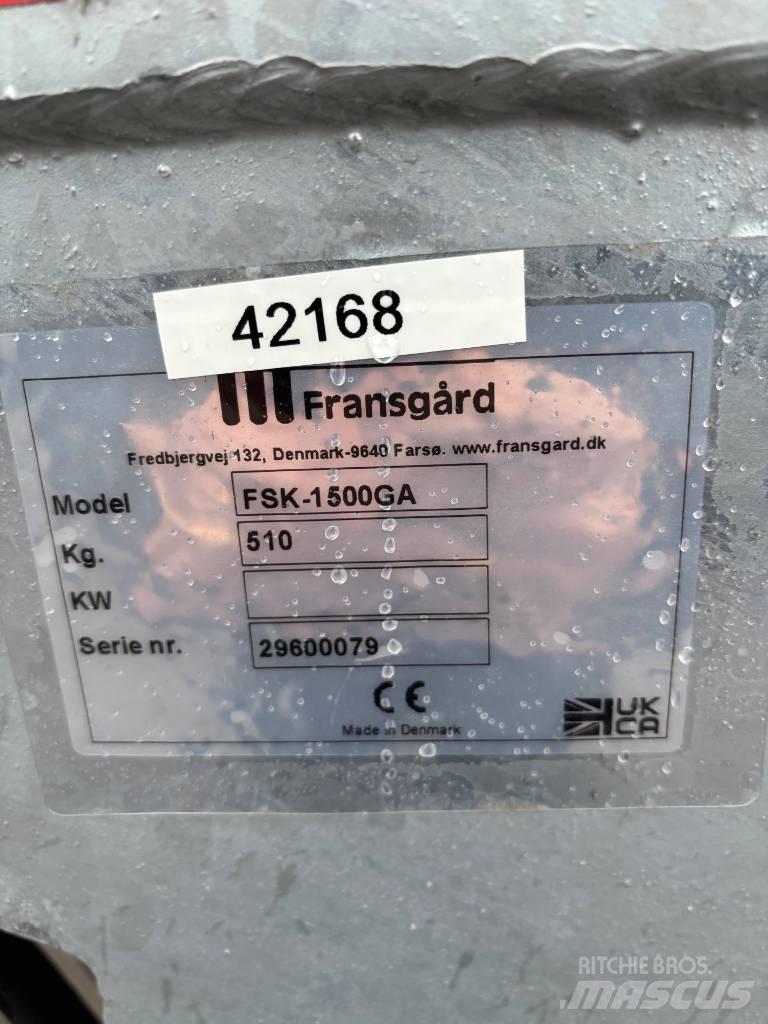 42168
Fransgård
Fredbjergvej 132, Denmark-9640 Farsø. www.fransgard.dk
Model FSK-1500GA
Kg. 510
KW
Serie nr. 29600079
CE
Made in Denmark
UK
CA
RITCHIE BROS.
MASCUS